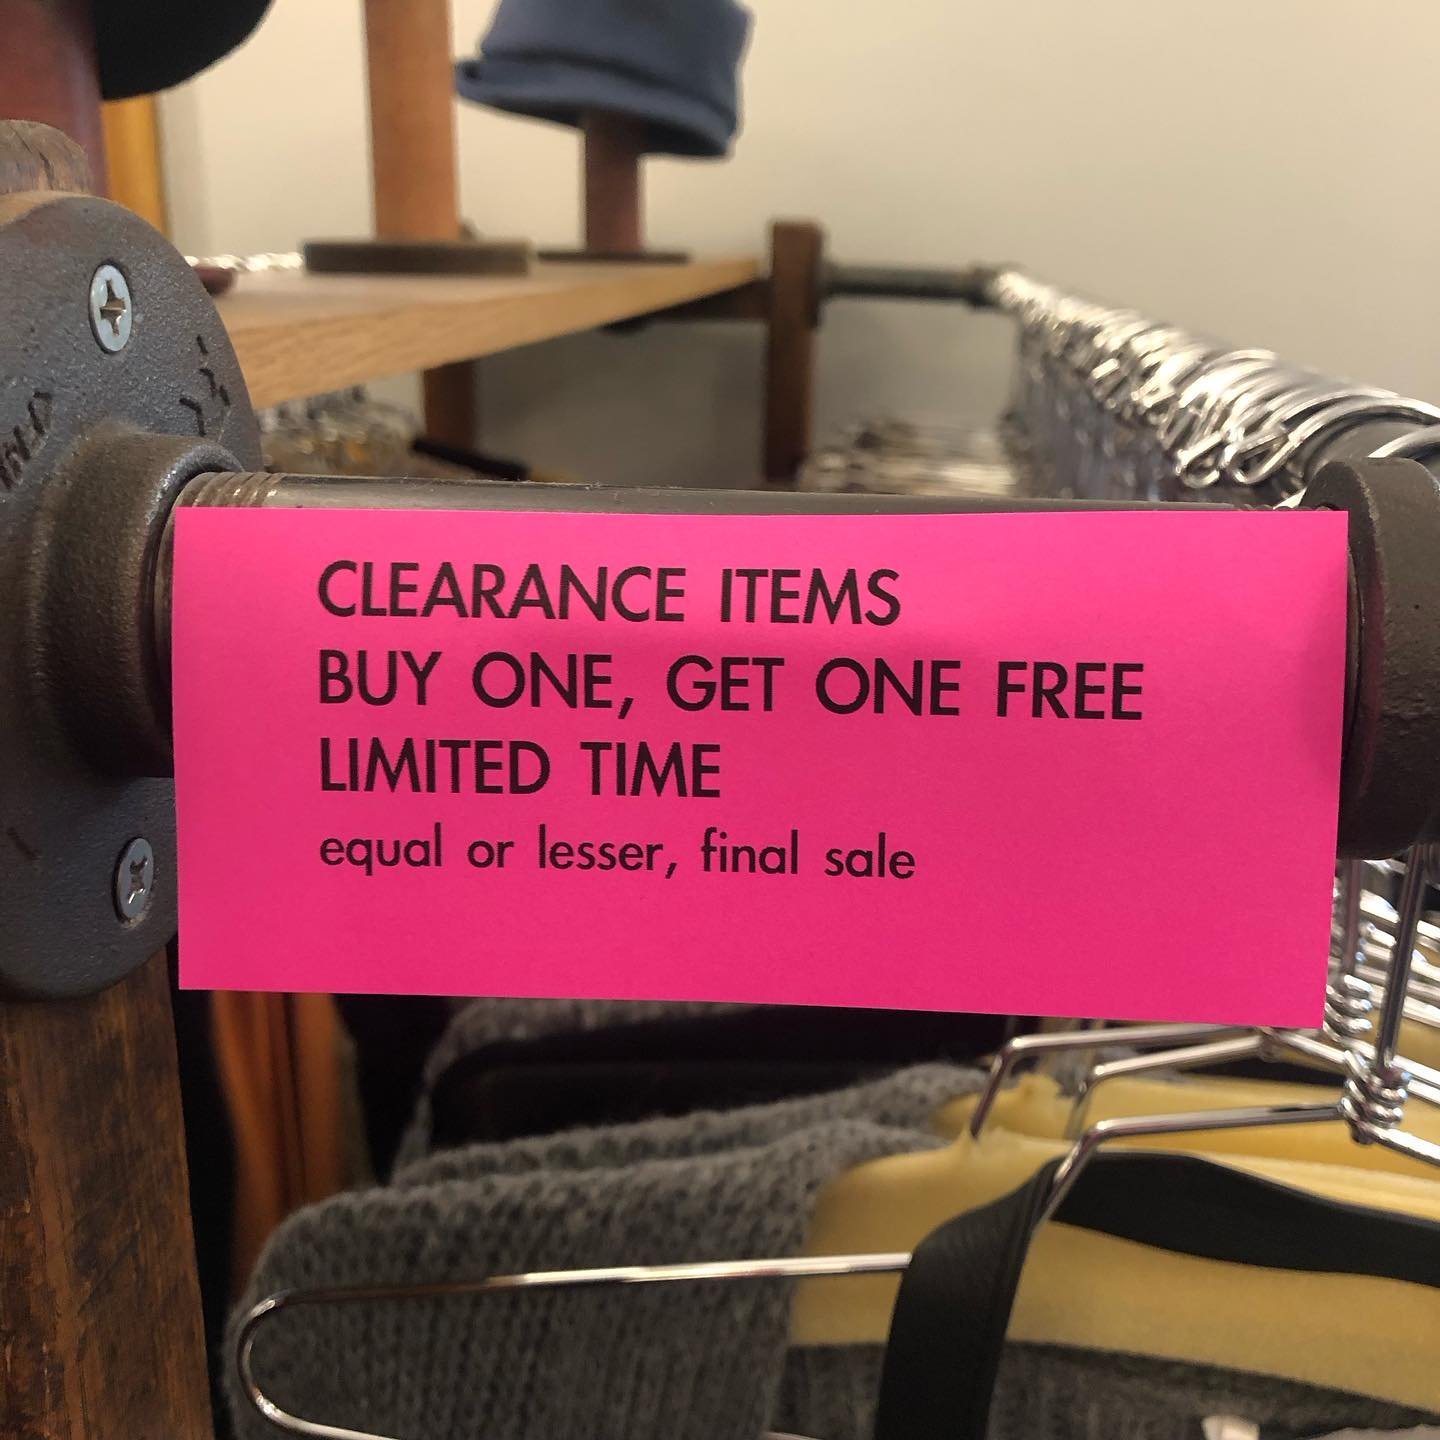 CLEARANCE ITEMS
BUY ONE, GET ONE FREE
LIMITED TIME
equal or lesser, final sale